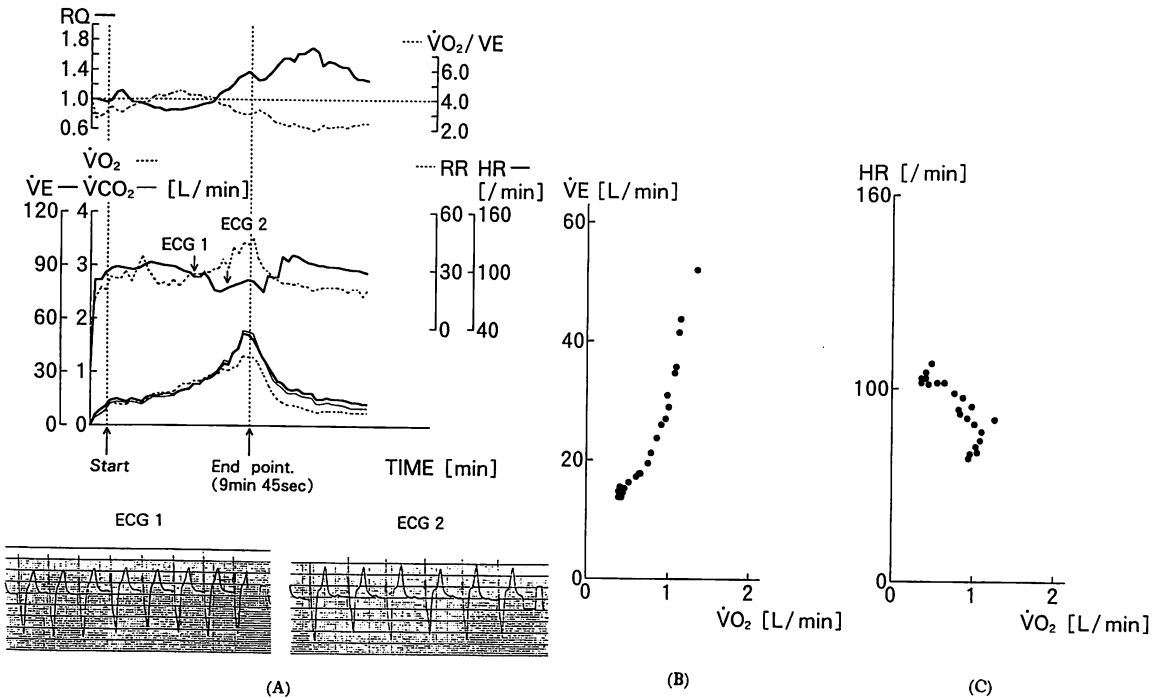 RQ —
1.8
1.4
1.0
0.6
···· V̇O₂/VE
6.0
4.0
2.0
V̇O₂ ----
V̇E — V̇CO₂ — [L/min]
120
90
60
30
0
4
3
2
1
0
···· RR HR —
[/min]
60
30
0
160
100
40
ECG 1
ECG 2
Start
End point.
(9min 45sec)
TIME [min]
ECG 1
ECG 2
(A)
V̇E [L/min]
60
40
20
0
0
1
2
V̇O₂ [L/min]
(B)
HR [/min]
160
100
0
0
1
2
V̇O₂ [L/min]
(C)